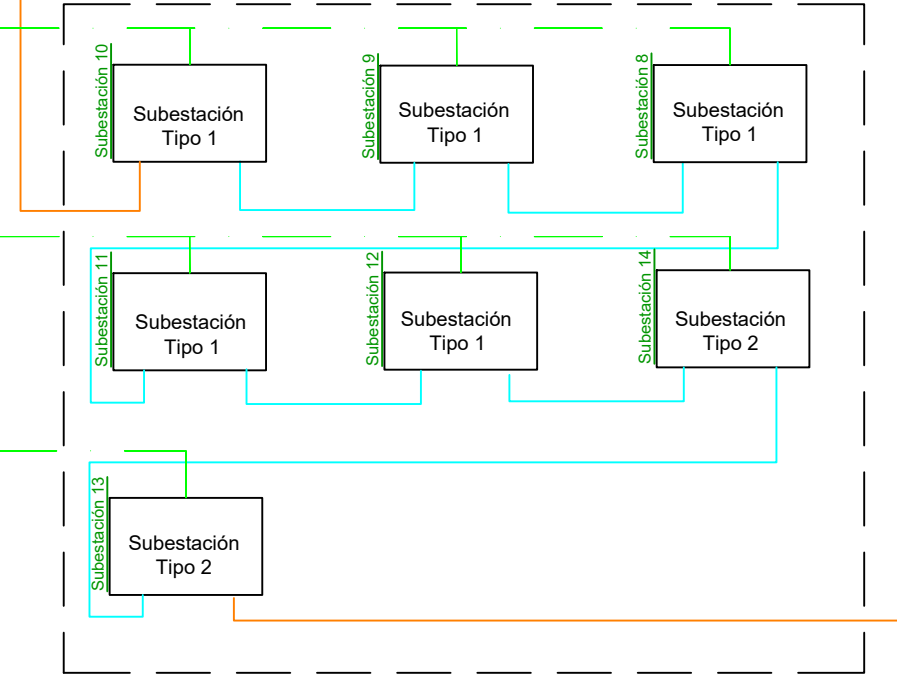 Subestación 10
Subestación
Tipo 1
Subestación 9
Subestación
Tipo 1
Subestación 8
Subestación
Tipo 1
Subestación 11
Subestación
Tipo 1
Subestación 12
Subestación
Tipo 1
Subestación 14
Subestación
Tipo 2
Subestación 13
Subestación
Tipo 2